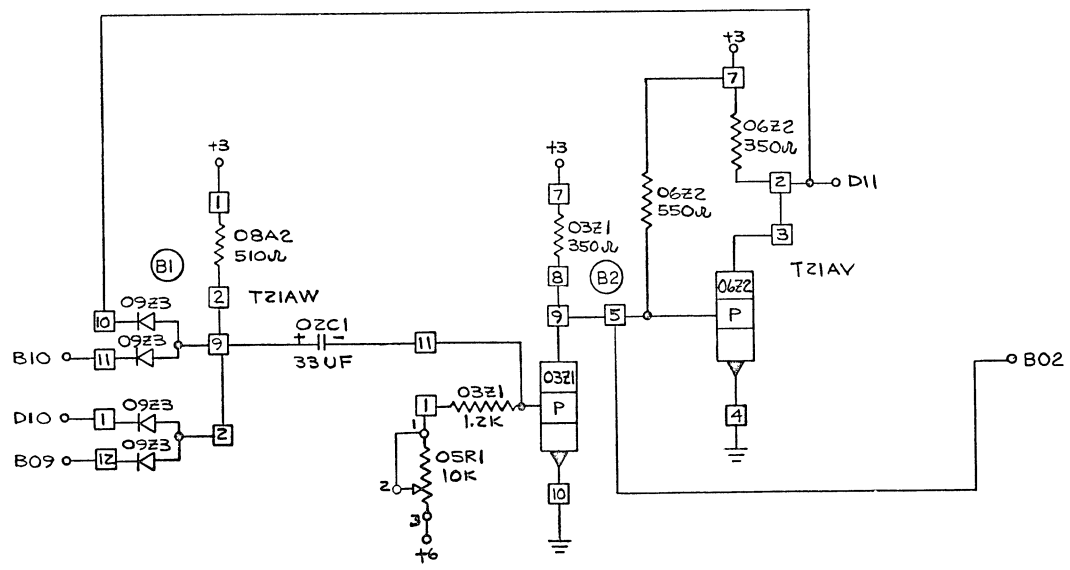 +3
7
06Z2
350Ω
+3
+3
2
D11
1
7
06Z2
550Ω
08A2
510Ω
03Z1
350Ω
3
B1
8
B2
TZ1AV
09Z3
2
TZ1AW
06Z2
10
02C1
9
5
P
09Z3
9
+
-
11
B10
11
33UF
03Z1
B02
09Z3
03Z1
1
P
D10
1
1.2K
4
09Z3
2
1
B09
12
05R1
10K
2
10
3
+6